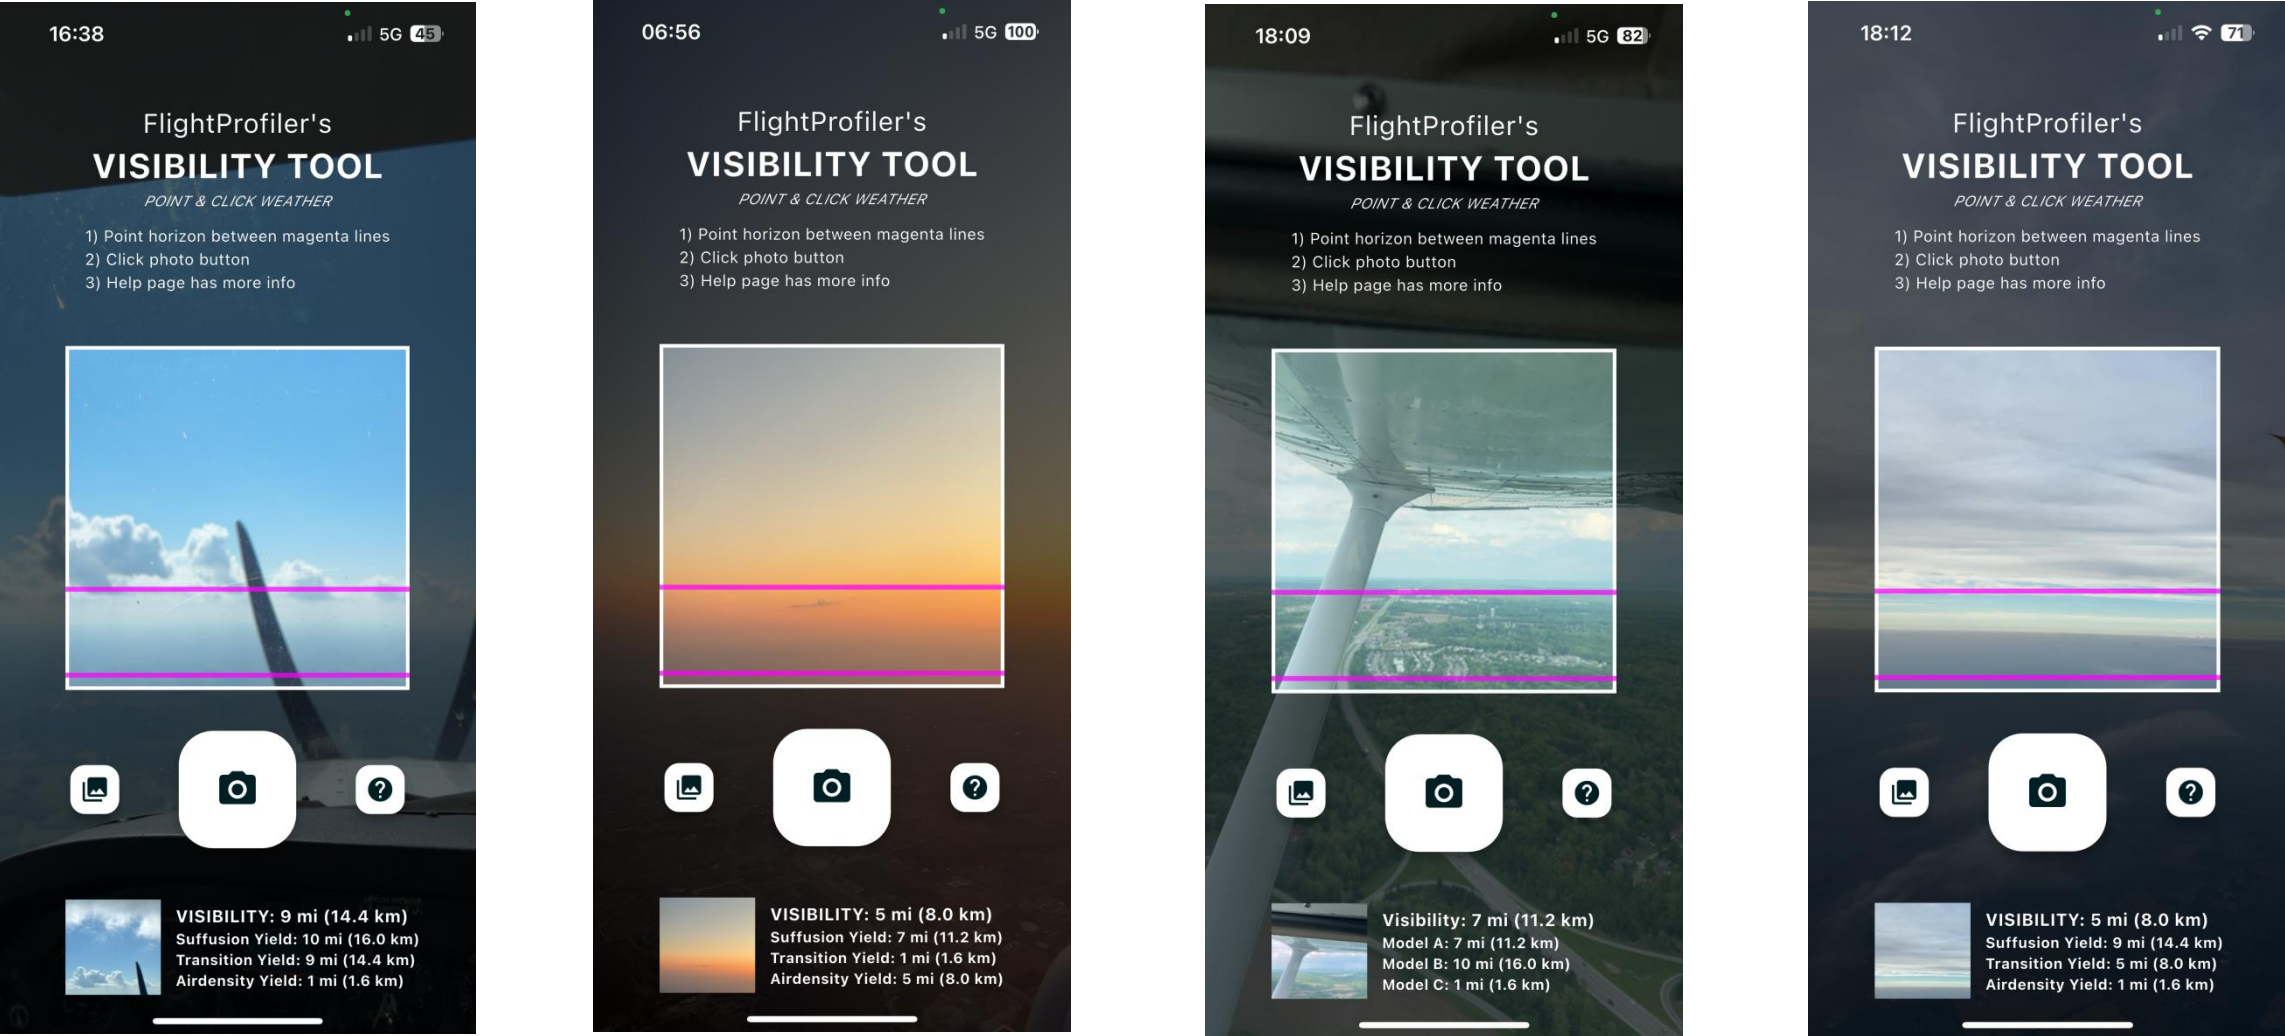 16:38
5G 45
FlightProfiler's
VISIBILITY TOOL
POINT & CLICK WEATHER
1) Point horizon between magenta lines
2) Click photo button
3) Help page has more info
?
VISIBILITY: 9 mi (14.4 km)
Suffusion Yield: 10 mi (16.0 km)
Transition Yield: 9 mi (14.4 km)
Airdensity Yield: 1 mi (1.6 km)
06:56
5G 100
FlightProfiler's
VISIBILITY TOOL
POINT & CLICK WEATHER
1) Point horizon between magenta lines
2) Click photo button
3) Help page has more info
?
VISIBILITY: 5 mi (8.0 km)
Suffusion Yield: 7 mi (11.2 km)
Transition Yield: 1 mi (1.6 km)
Airdensity Yield: 5 mi (8.0 km)
18:09
5G 82
FlightProfiler's
VISIBILITY TOOL
POINT & CLICK WEATHER
1) Point horizon between magenta lines
2) Click photo button
3) Help page has more info
?
Visibility: 7 mi (11.2 km)
Model A: 7 mi (11.2 km)
Model B: 10 mi (16.0 km)
Model C: 1 mi (1.6 km)
18:12
71
FlightProfiler's
VISIBILITY TOOL
POINT & CLICK WEATHER
1) Point horizon between magenta lines
2) Click photo button
3) Help page has more info
?
VISIBILITY: 5 mi (8.0 km)
Suffusion Yield: 9 mi (14.4 km)
Transition Yield: 5 mi (8.0 km)
Airdensity Yield: 1 mi (1.6 km)